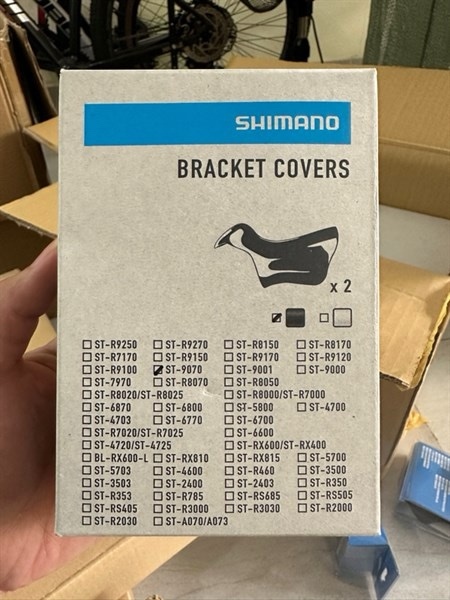 SHIMANO
BRACKET COVERS
x 2
ST-R9250 ST-R9270 ST-R8150 ST-R8170
ST-R7170 ST-R9150 ST-R9170 ST-R9120
ST-R9100 ST-9070 ST-9001 ST-9000
ST-7970 ST-R8070 ST-R8050
ST-R8020/ST-R8025 ST-R8000/ST-R7000
ST-6870 ST-6800 ST-5800 ST-4700
ST-4703 ST-6770 ST-6700
ST-R7020/ST-R7025 ST-6600
ST-4720/ST-4725 ST-RX600/ST-RX400
BL-RX600-L ST-RX810 ST-RX815 ST-5700
ST-5703 ST-4600 ST-R460 ST-3500
ST-3503 ST-2400 ST-2403 ST-R350
ST-R353 ST-R785 ST-RS685 ST-RS505
ST-RS405 ST-R3000 ST-R3030 ST-R2000
ST-R2030 ST-A070/A073